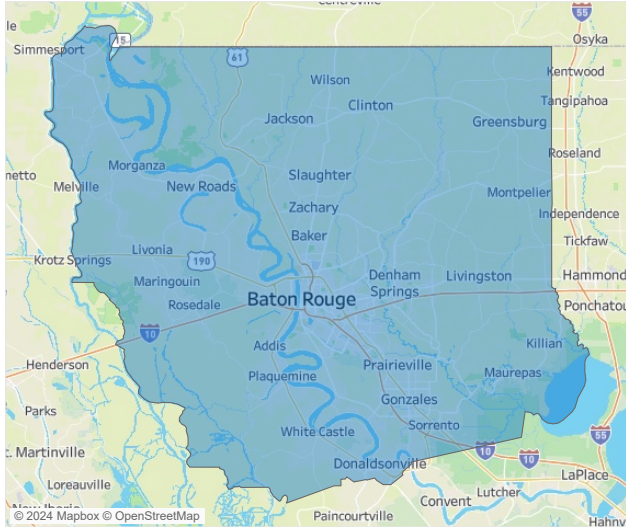 Centreville
55
Osyka
15
Simmesport
61
Kentwood
Wilson
Tangipahoa
Clinton
Jackson
Greensburg
Roseland
Morganza
netto
Slaughter
Melville
New Roads
Montpelier
Zachary
Independence
Baker
Tickfaw
Livonia
Krotz Springs
190
Hammond
Denham
Springs
Livingston
Maringouin
Baton Rouge
Rosedale
Ponchatou
10
Addis
Killian
Henderson
Prairieville
Maurepas
Plaquemine
Gonzales
Parks
Sorrento
White Castle
55
t. Martinville
10
10
Donaldsonville
LaPlace
Loreauville
Lutcher
Convent
New Iberia
© 2024 Mapbox © OpenStreetMap
Paincourtville
Hahnv